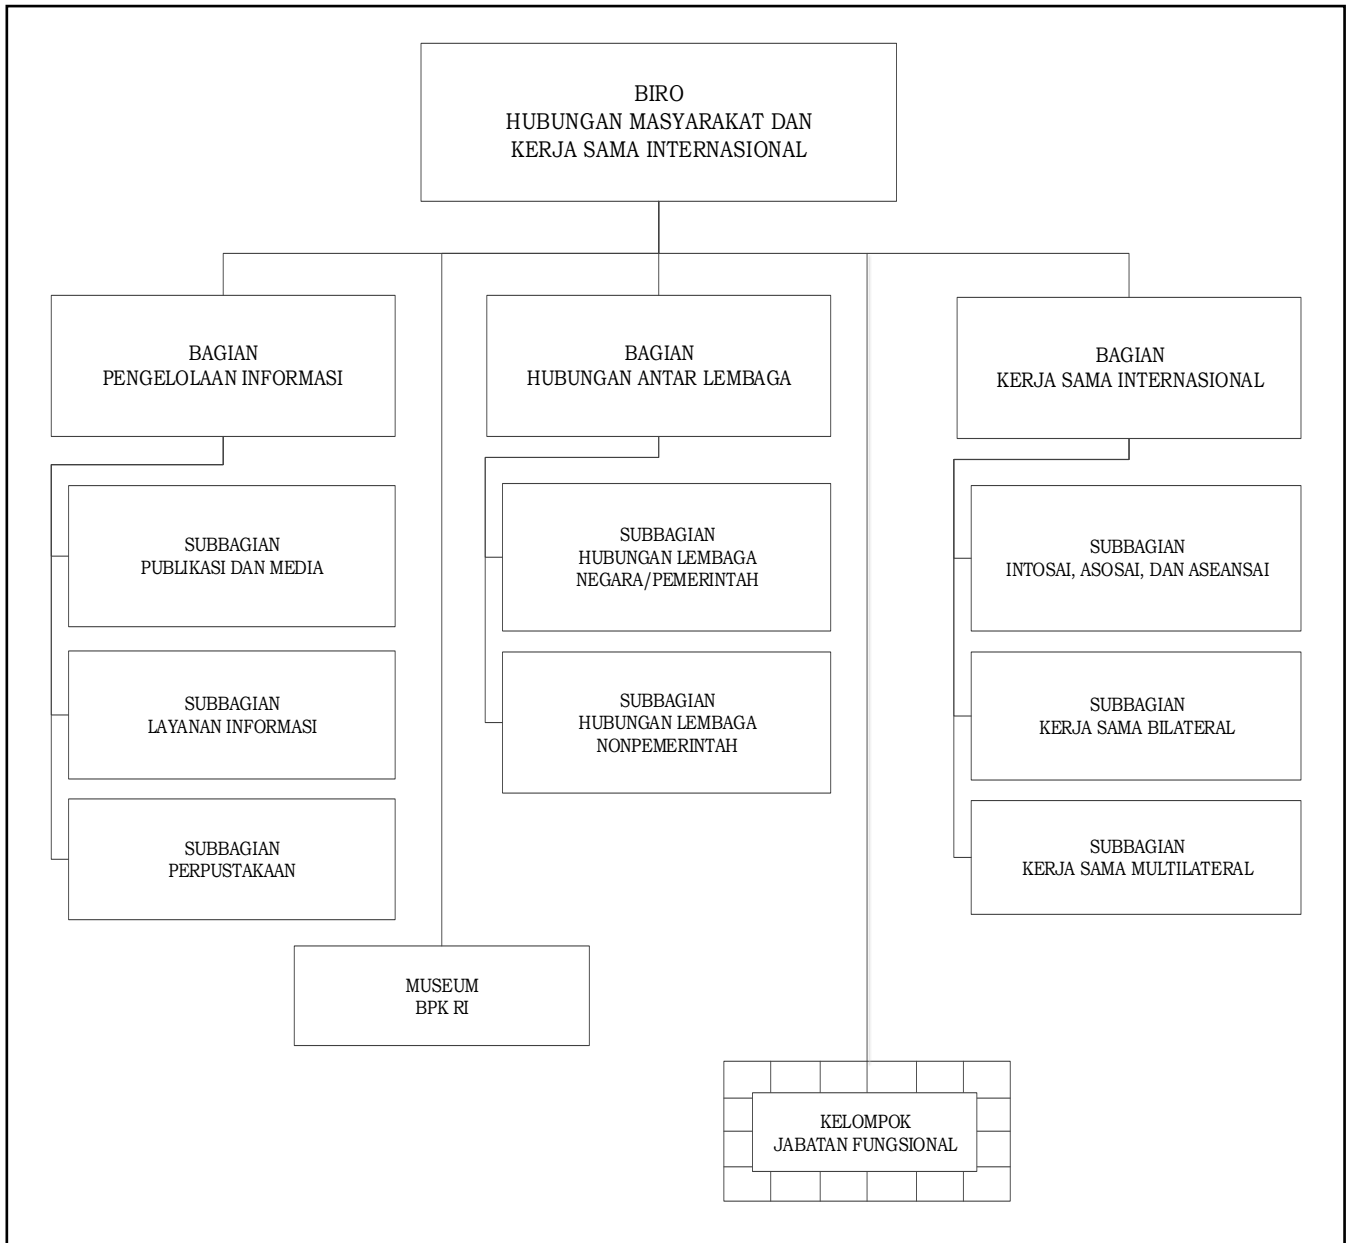 BIRO
HUBUNGAN MASYARAKAT DAN
KERJA SAMA INTERNASIONAL
BAGIAN
PENGELOLAAN INFORMASI
BAGIAN
HUBUNGAN ANTAR LEMBAGA
BAGIAN
KERJA SAMA INTERNASIONAL
SUBBAGIAN
PUBLIKASI DAN MEDIA
SUBBAGIAN
HUBUNGAN LEMBAGA
NEGARA/PEMERINTAH
SUBBAGIAN
INTOSAI, ASOSAI, DAN ASEANSAI
SUBBAGIAN
LAYANAN INFORMASI
SUBBAGIAN
HUBUNGAN LEMBAGA
NONPEMERINTAH
SUBBAGIAN
KERJA SAMA BILATERAL
SUBBAGIAN
PERPUSTAKAAN
SUBBAGIAN
KERJA SAMA MULTILATERAL
MUSEUM
BPK RI
KELOMPOK
JABATAN FUNGSIONAL